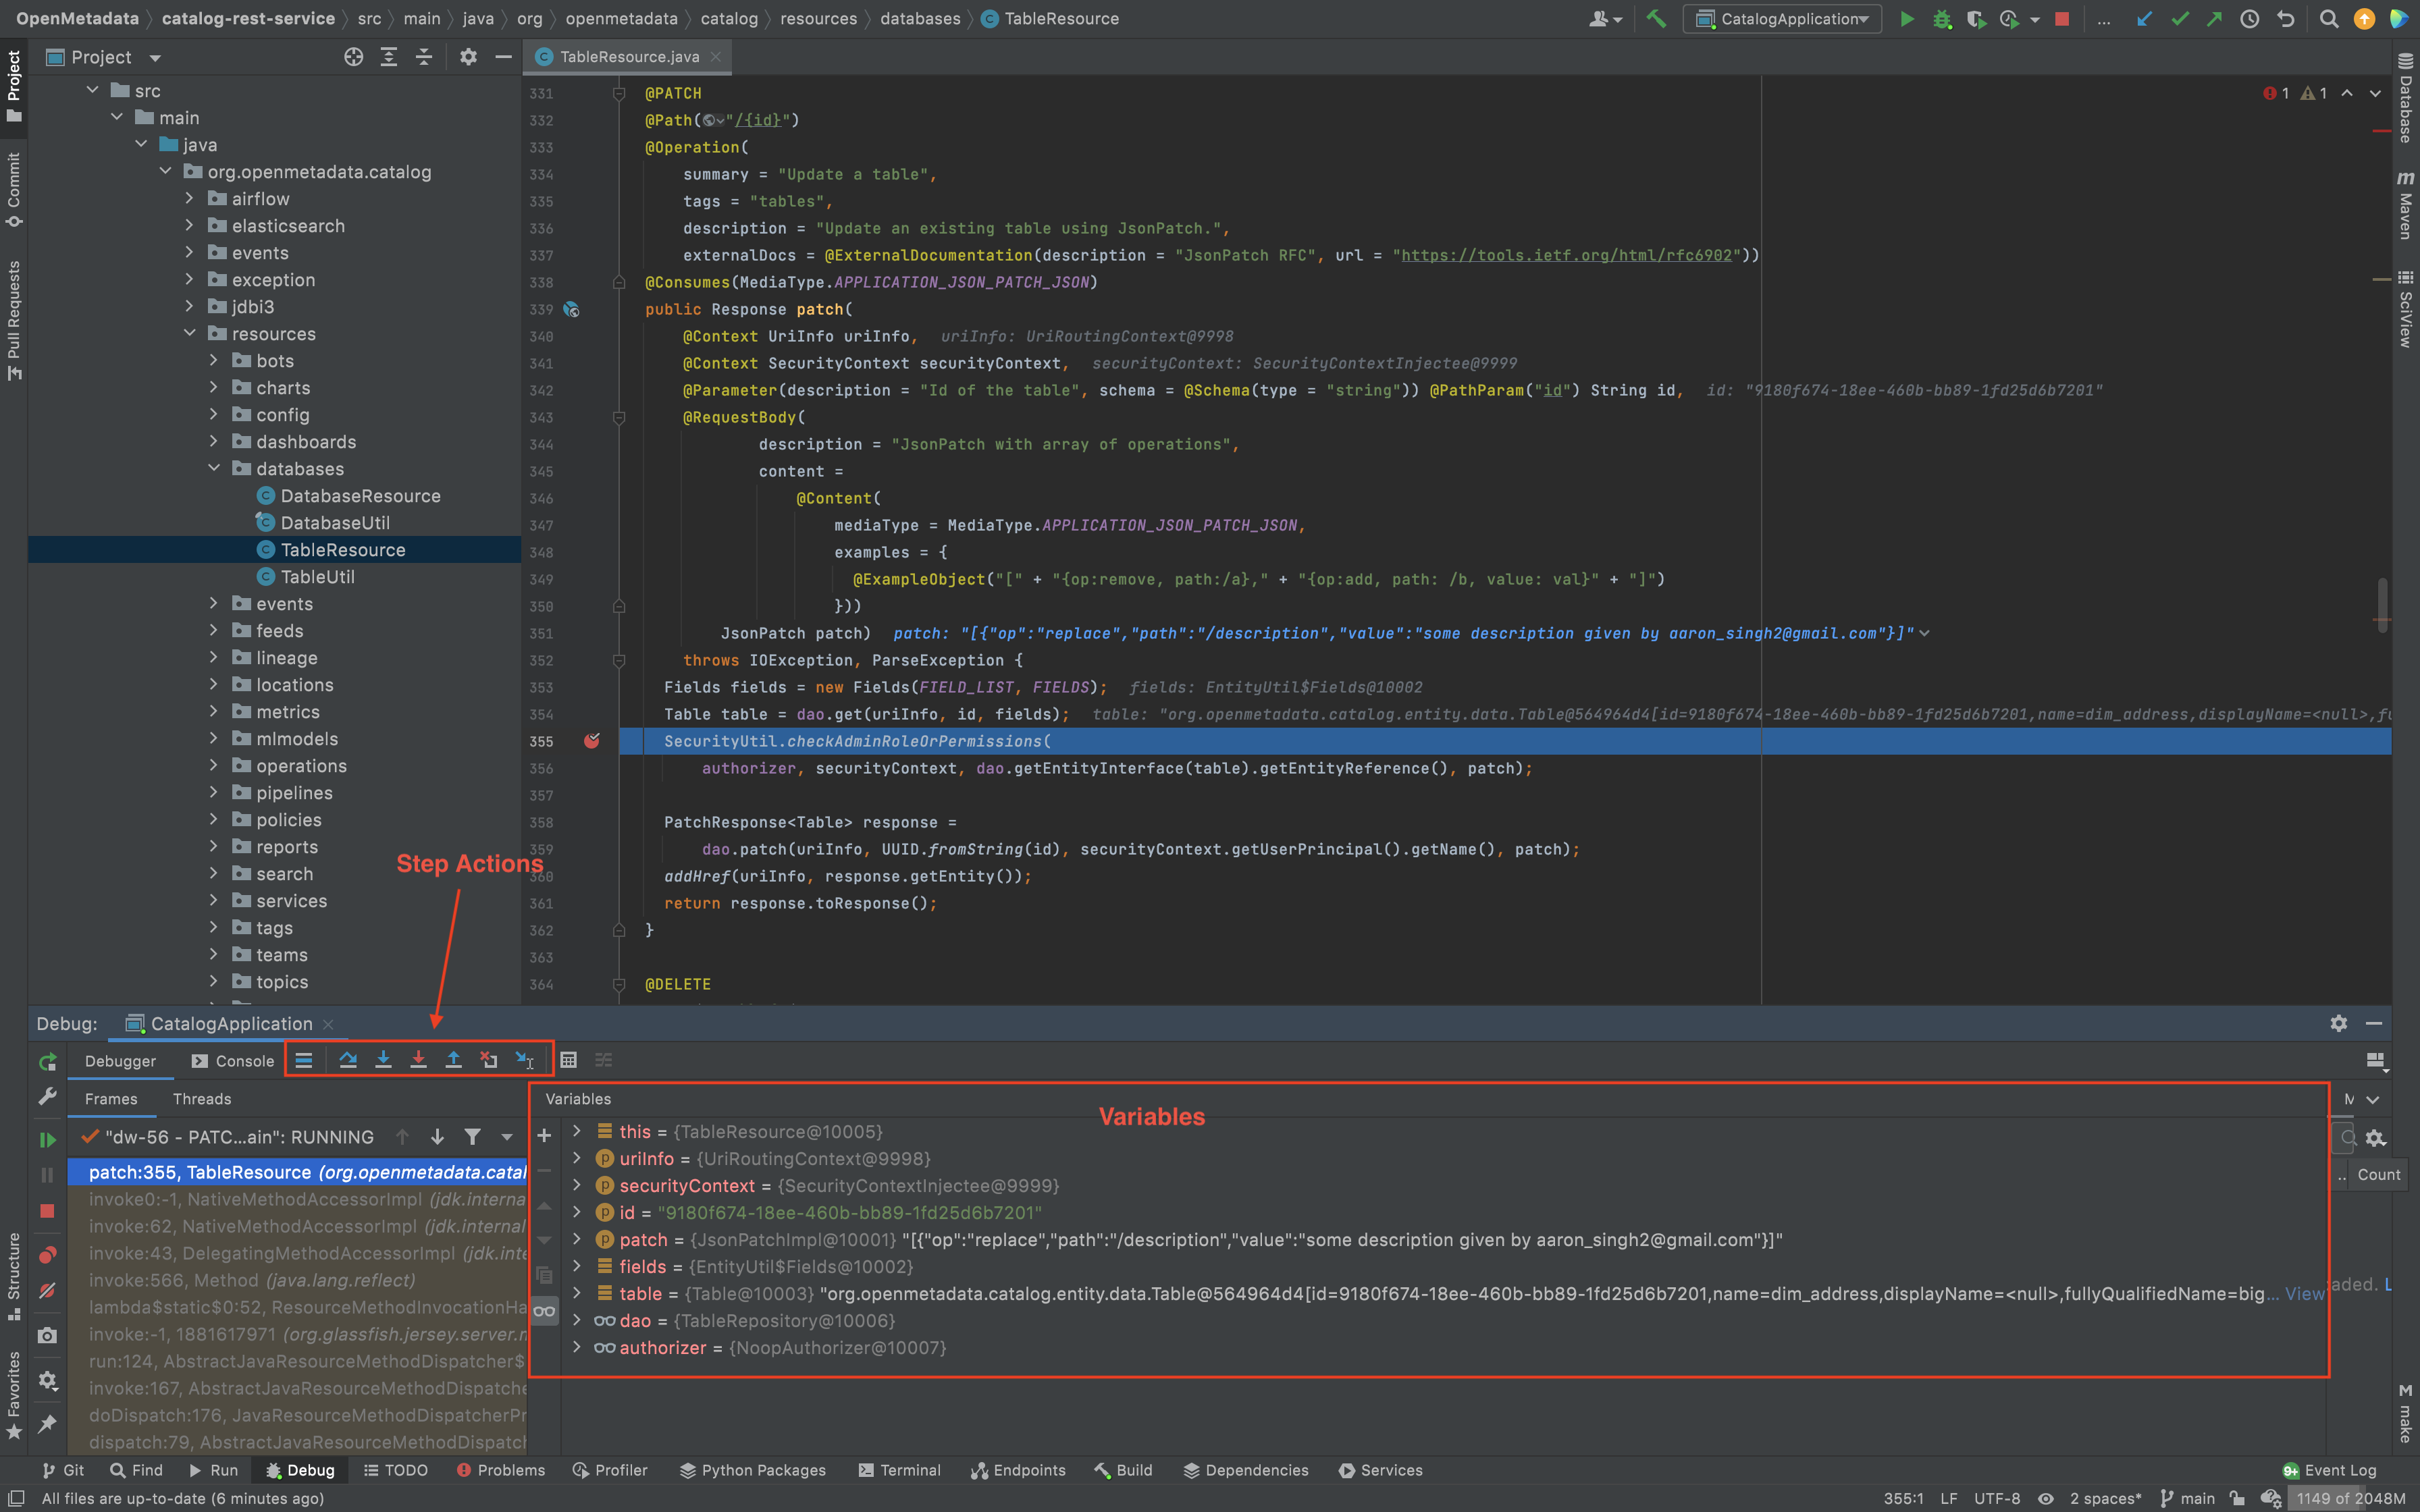 OpenMetadata 〉 catalog-rest-service 〉 src 〉 main 〉 java 〉 org 〉 openmetadata 〉 catalog 〉 resources 〉 databases 〉 TableResource
CatalogApplication
Project
TableResource.java
src
main
java
org.openmetadata.catalog
airflow
elasticsearch
events
exception
jdbi3
resources
bots
charts
config
dashboards
databases
DatabaseResource
DatabaseUtil
TableResource
TableUtil
events
feeds
lineage
locations
metrics
mlmodels
operations
pipelines
policies
reports
search
services
tags
teams
topics
Project
Commit
Pull Requests
Structure
Favorites
Database
Maven
SciView
make
1 1
331 @PATCH
332 @Path("/{id}")
333 @Operation(
334 summary = "Update a table",
335 tags = "tables",
336 description = "Update an existing table using JsonPatch.",
337 externalDocs = @ExternalDocumentation(description = "JsonPatch RFC", url = "https://tools.ietf.org/html/rfc6902"))
338 @Consumes(MediaType.APPLICATION_JSON_PATCH_JSON)
339 public Response patch(
340 @Context UriInfo uriInfo, uriInfo: UriRoutingContext@9998
341 @Context SecurityContext securityContext, securityContext: SecurityContextInjectee@9999
342 @Parameter(description = "Id of the table", schema = @Schema(type = "string")) @PathParam("id") String id, id: "9180f674-18ee-460b-bb89-1fd25d6b7201"
343 @RequestBody(
344 description = "JsonPatch with array of operations",
345 content =
346 @Content(
347 mediaType = MediaType.APPLICATION_JSON_PATCH_JSON,
348 examples = {
349 @ExampleObject("[" + "{op:remove, path:/a}," + "{op:add, path: /b, value: val}" + "]")
350 }))
351 JsonPatch patch) patch: "[{"op":"replace","path":"/description","value":"some description given by aaron_singh2@gmail.com"}]"
352 throws IOException, ParseException {
353 Fields fields = new Fields(FIELD_LIST, FIELDS); fields: EntityUtil$Fields@10002
354 Table table = dao.get(uriInfo, id, fields); table: "org.openmetadata.catalog.entity.data.Table@564964d4[id=9180f674-18ee-460b-bb89-1fd25d6b7201,name=dim_address,displayName=<null>,fu
355 SecurityUtil.checkAdminRoleOrPermissions(
356 authorizer, securityContext, dao.getEntityInterface(table).getEntityReference(), patch);
357
358 PatchResponse<Table> response =
359 dao.patch(uriInfo, UUID.fromString(id), securityContext.getUserPrincipal().getName(), patch);
360 addHref(uriInfo, response.getEntity());
361 return response.toResponse();
362 }
363
364 @DELETE
Step Actions
Debug: CatalogApplication
Debugger Console
Frames Threads
Variables
Variables
"dw-56 - PATC...ain": RUNNING
patch:355, TableResource (org.openmetadata.catal
invoke0:-1, NativeMethodAccessorImpl (jdk.interna
invoke:62, NativeMethodAccessorImpl (jdk.internal
invoke:43, DelegatingMethodAccessorImpl (jdk.inte
invoke:566, Method (java.lang.reflect)
lambda$static$0:52, ResourceMethodInvocationHa
invoke:-1, 1881617971 (org.glassfish.jersey.server.m
run:124, AbstractJavaResourceMethodDispatcher$
invoke:167, AbstractJavaResourceMethodDispatche
doDispatch:176, JavaResourceMethodDispatcherPr
dispatch:79, AbstractJavaResourceMethodDispatch
this = {TableResource@10005}
uriInfo = {UriRoutingContext@9998}
securityContext = {SecurityContextInjectee@9999}
id = "9180f674-18ee-460b-bb89-1fd25d6b7201"
patch = {JsonPatchImpl@10001} "[{"op":"replace","path":"/description","value":"some description given by aaron_singh2@gmail.com"}]"
fields = {EntityUtil$Fields@10002}
table = {Table@10003} "org.openmetadata.catalog.entity.data.Table@564964d4[id=9180f674-18ee-460b-bb89-1fd25d6b7201,name=dim_address,displayName=<null>,fullyQualifiedName=big... View
dao = {TableRepository@10006}
authorizer = {NoopAuthorizer@10007}
M
.. Count
aded. L
Git Find Run Debug TODO Problems Profiler Python Packages Terminal Endpoints Build Dependencies Services 9+ Event Log
All files are up-to-date (6 minutes ago) 355:1 LF UTF-8 2 spaces* main 1149 of 2048M